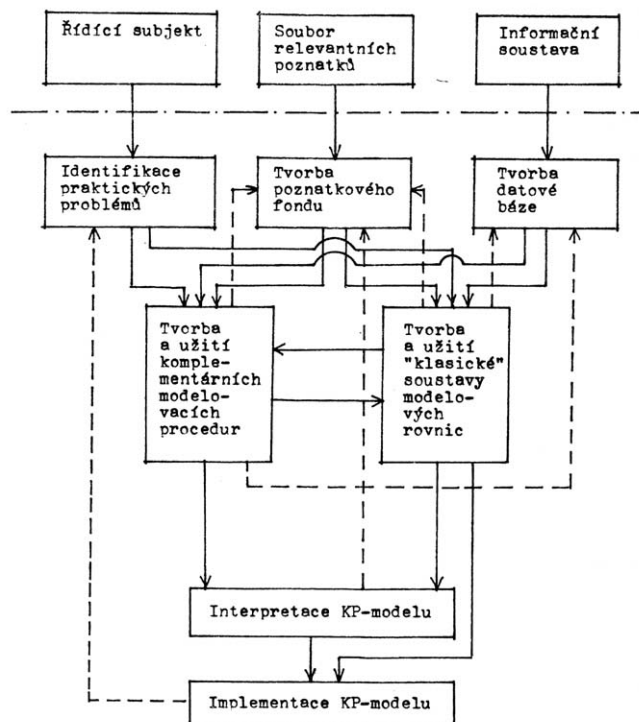 Řídící subjekt
Soubor
relevantních
poznatků
Informační
soustava
Identifikace
praktických
problémů
Tvorba
poznatkového
fondu
Tvorba
datové
báze
Tvorba
a užití
komple-
mentárních
modelo-
vacích
procedur
Tvorba
a užití
"klasické"
soustavy
modelo-
vých
rovnic
Interpretace KP-modelu
Implementace KP-modelu